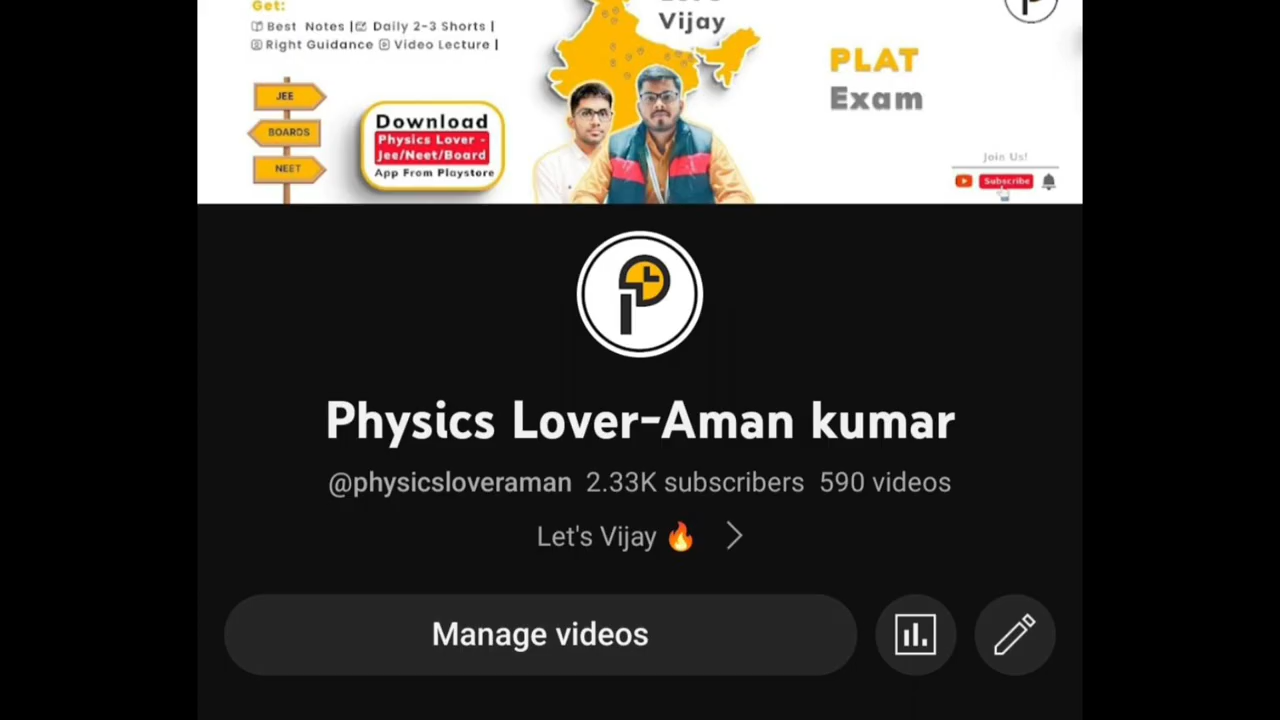 Get:
Best Notes | Daily 2-3 Shorts |
Right Guidance Video Lecture |
Vijay
PLAT
Exam
JEE
BOARDS
NEET
Download
Physics Lover -
Jee/Neet/Board
App From Playstore
Join Us!
Subscribe
Physics Lover-Aman kumar
@physicsloveraman 2.33K subscribers 590 videos
Let's Vijay 🔥 >
Manage videos